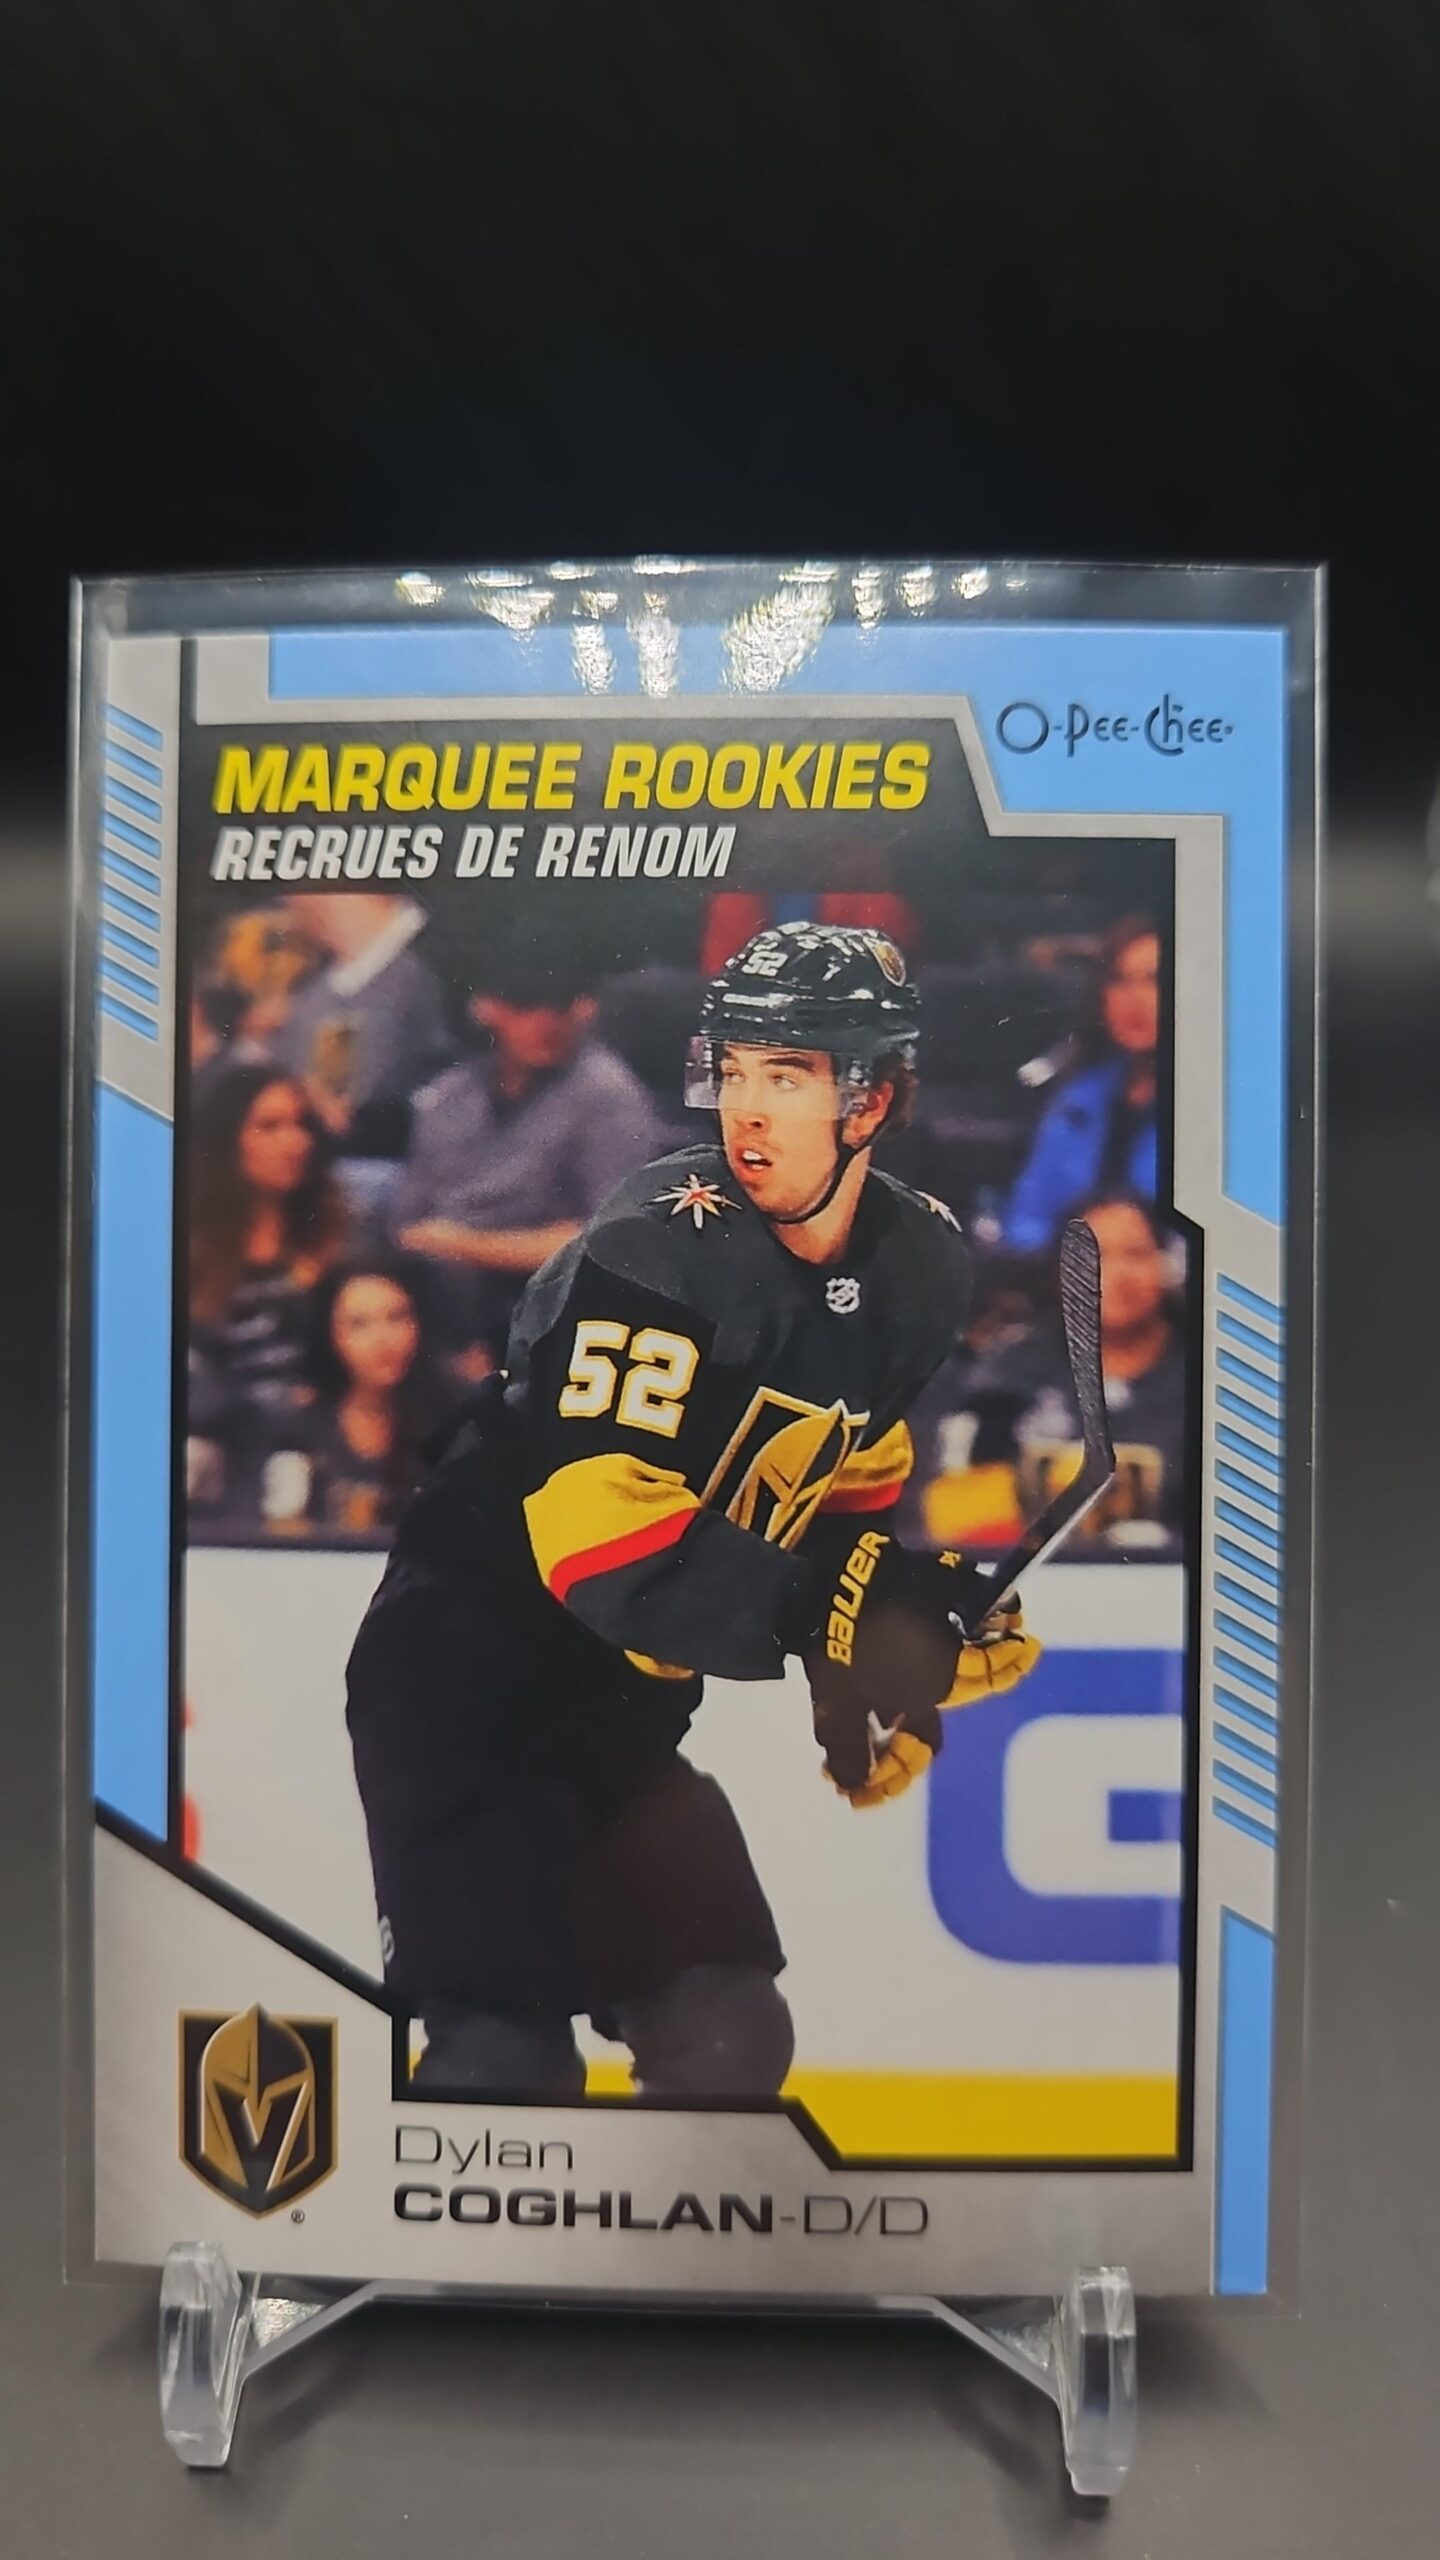 O-Pee-Chee
MARQUEE ROOKIES
RECRUES DE RENOM
52
52
BAUER
G
Dylan
COGHLAN-D/D
®